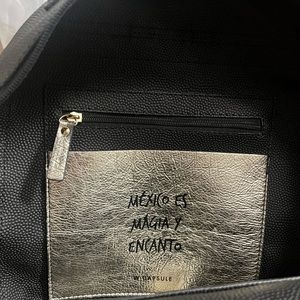 MÉXICO ES
MAGIA Y
ENCANTO
W CAPSULE